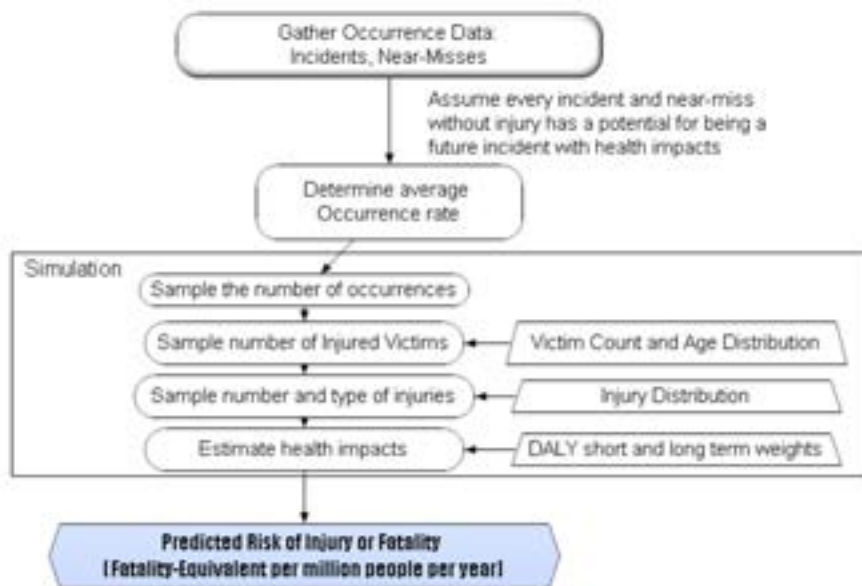 Gather Occurrence Data:
Incidents, Near-Misses
Assume every incident and near-miss
without injury has a potential for being a
future incident with health impacts
Determine average
Occurrence rate
Simulation
Sample the number of occurrences
Sample number of Injured Victims
Victim Count and Age Distribution
Sample number and type of injuries
Injury Distribution
Estimate health impacts
DALY short and long term weights
Predicted Risk of Injury or Fatality
(Fatality-Equivalent per million people per year)